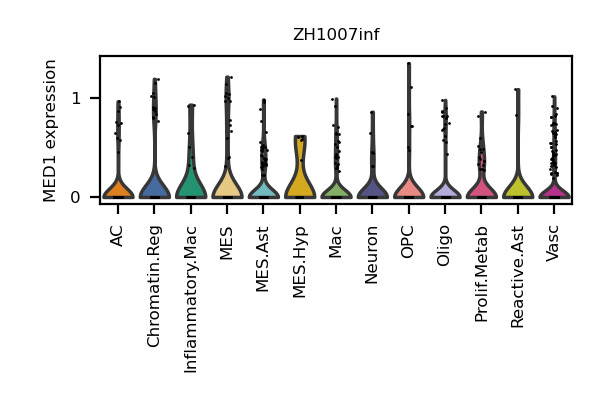 ZH1007inf
MED1 expression
1
0
AC
Chromatin.Reg
Inflammatory.Mac
MES
MES.Ast
MES.Hyp
Mac
Neuron
OPC
Oligo
Prolif.Metab
Reactive.Ast
Vasc